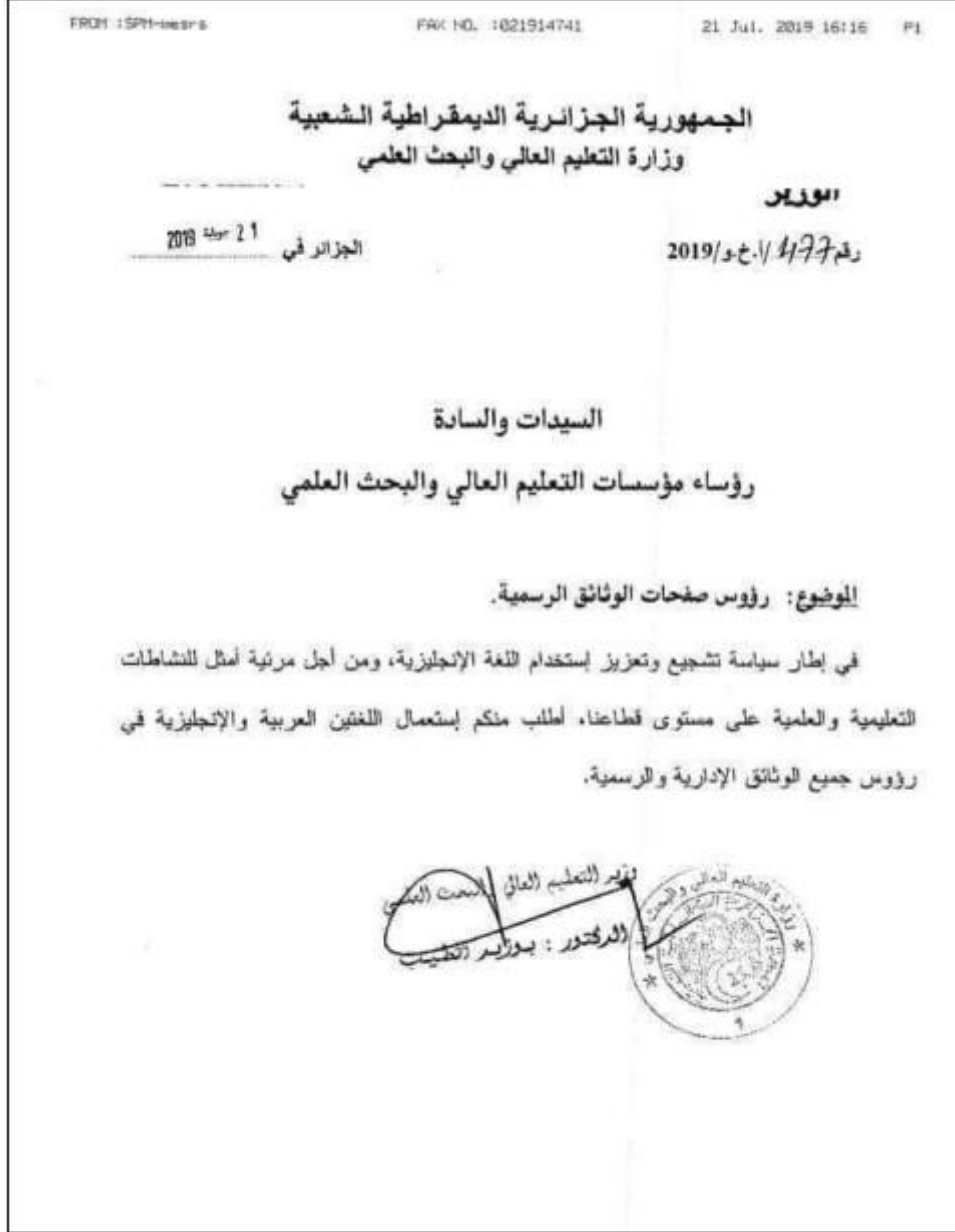 FROM :SPM-mesrs FAX NO. :021914741 21 Jul. 2019 16:16 P1
الجمهورية الجزائرية الديمقراطية الشعبية
وزارة التعليم العالي والبحث العلمي
الوزير
رقم 477/أ.خ.و/2019
الجزائر في 21 جويلية 2019
السيدات والسادة
رؤساء مؤسسات التعليم العالي والبحث العلمي
الموضوع: رؤوس صفحات الوثائق الرسمية.
في إطار سياسة تشجيع وتعزيز إستخدام اللغة الإنجليزية، ومن أجل مرئية أمثل للنشاطات
التعليمية والعلمية على مستوى قطاعنا، أطلب منكم إستعمال اللغتين العربية والإنجليزية في
رؤوس جميع الوثائق الإدارية والرسمية.
وزير التعليم العالي والبحث العلمي
الدكتور : بوزيد الطيب
وزارة التعليم العالي والبحث